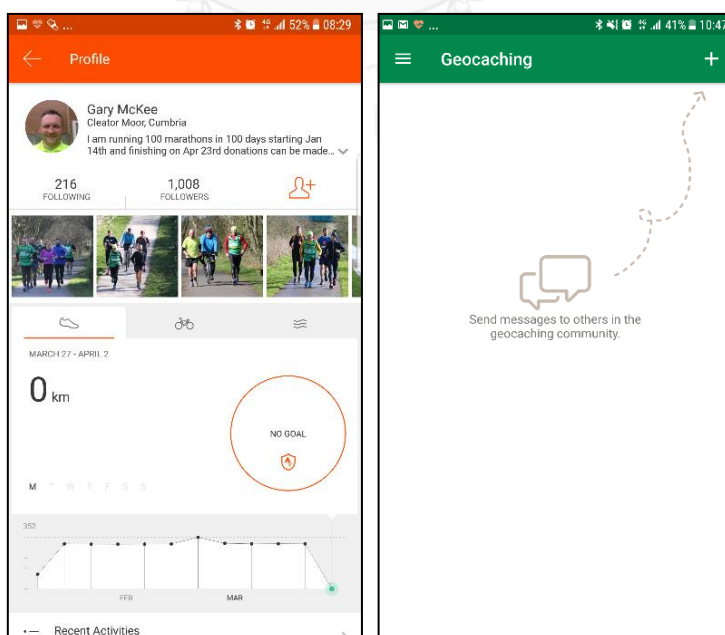 52% 08:29
Profile
Gary McKee
Cleator Moor, Cumbria
I am running 100 marathons in 100 days starting Jan
14th and finishing on Apr 23rd donations can be made...
216
FOLLOWING
1,008
FOLLOWERS
MARCH 27 - APRIL 2
0 km
NO GOAL
M T W T F S S
352
FEB MAR
Recent Activities
4G 41% 10:47
Geocaching
Send messages to others in the
geocaching community.